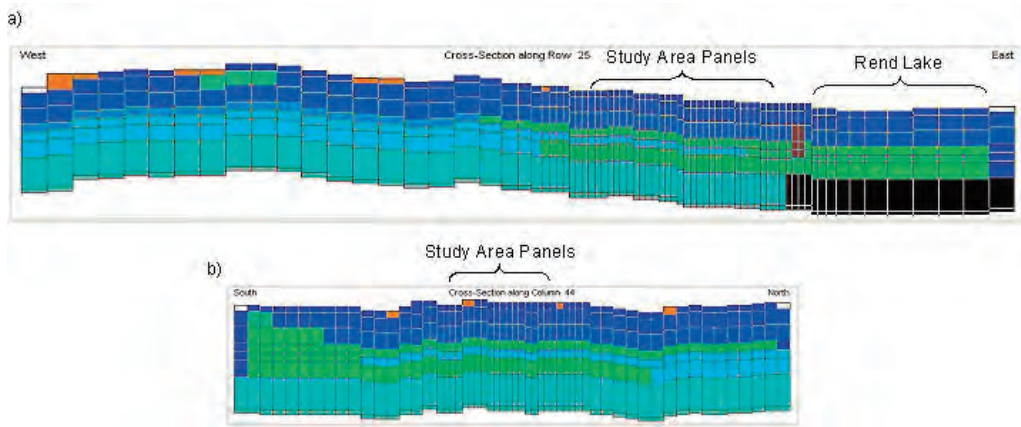 a)
West
Cross-Section along Row 25
Study Area Panels
Rend Lake
East
Study Area Panels
b)
South
Cross-Section along Column 44
North